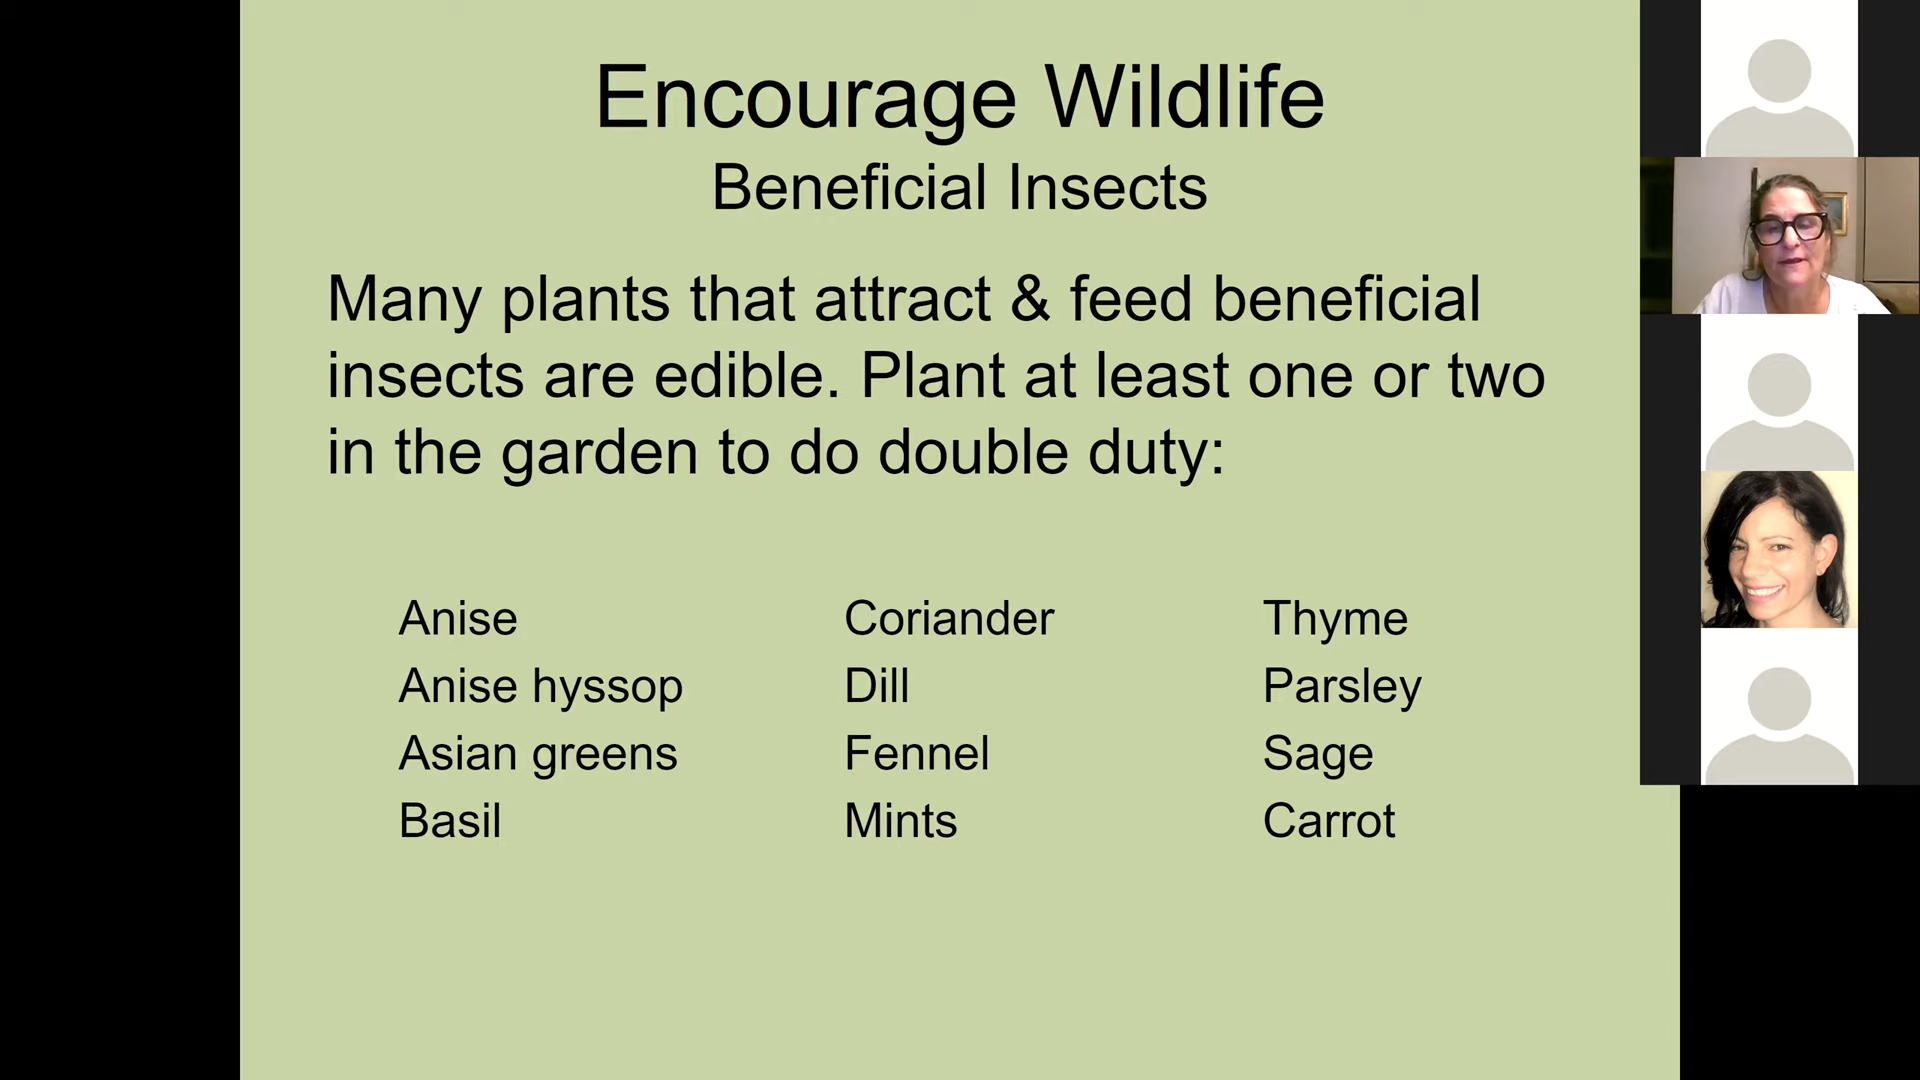 Encourage Wildlife
Beneficial Insects
Many plants that attract & feed beneficial
insects are edible. Plant at least one or two
in the garden to do double duty:
Anise
Anise hyssop
Asian greens
Basil
Coriander
Dill
Fennel
Mints
Thyme
Parsley
Sage
Carrot